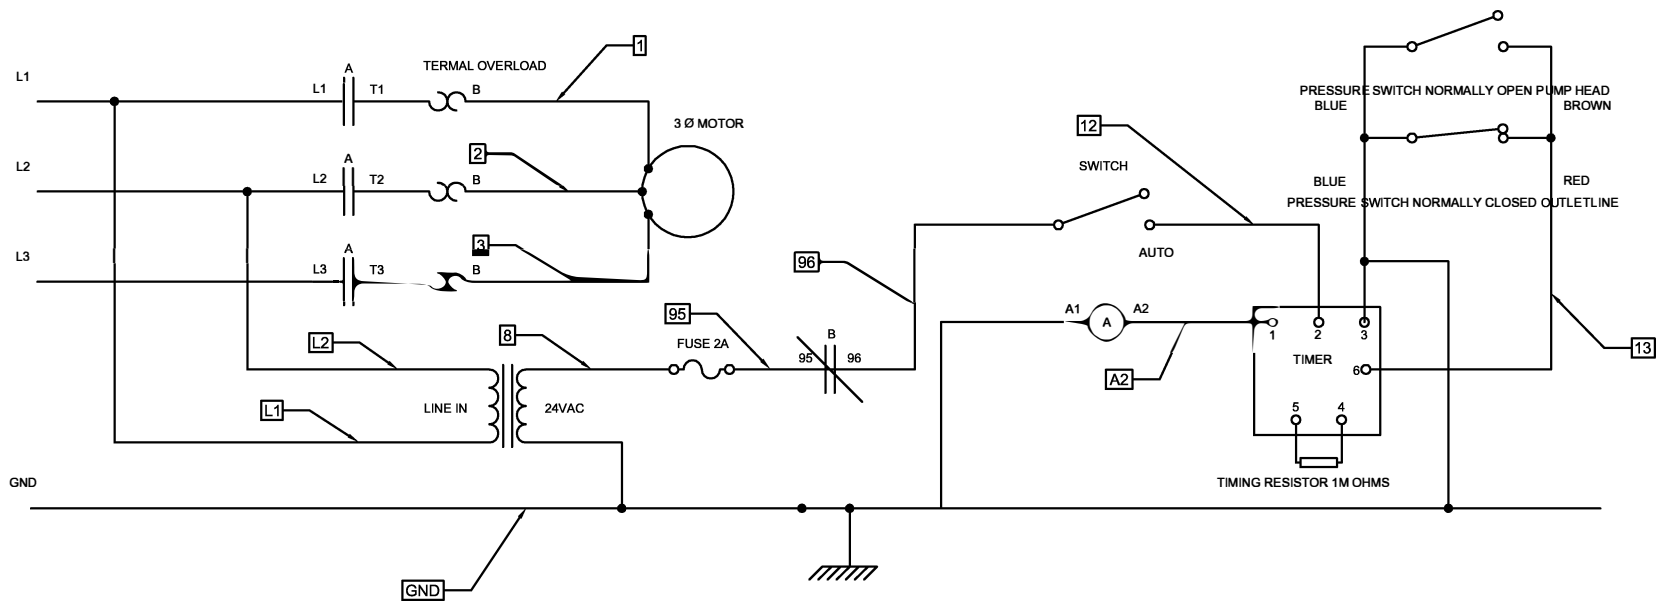 L1
L2
L3
GND
A
L1
T1
TERMAL OVERLOAD
B
1
3 Ø MOTOR
A
L2
T2
B
2
A
L3
T3
B
3
L2
L1
LINE IN
24VAC
8
95
FUSE 2A
B
95
96
96
GND
12
SWITCH
AUTO
A1
A
A2
A2
1
2
3
TIMER
6
5
4
TIMING RESISTOR 1M OHMS
PRESSURE SWITCH NORMALLY OPEN PUMP HEAD
BLUE
BROWN
BLUE
RED
PRESSURE SWITCH NORMALLY CLOSED OUTLETLINE
13